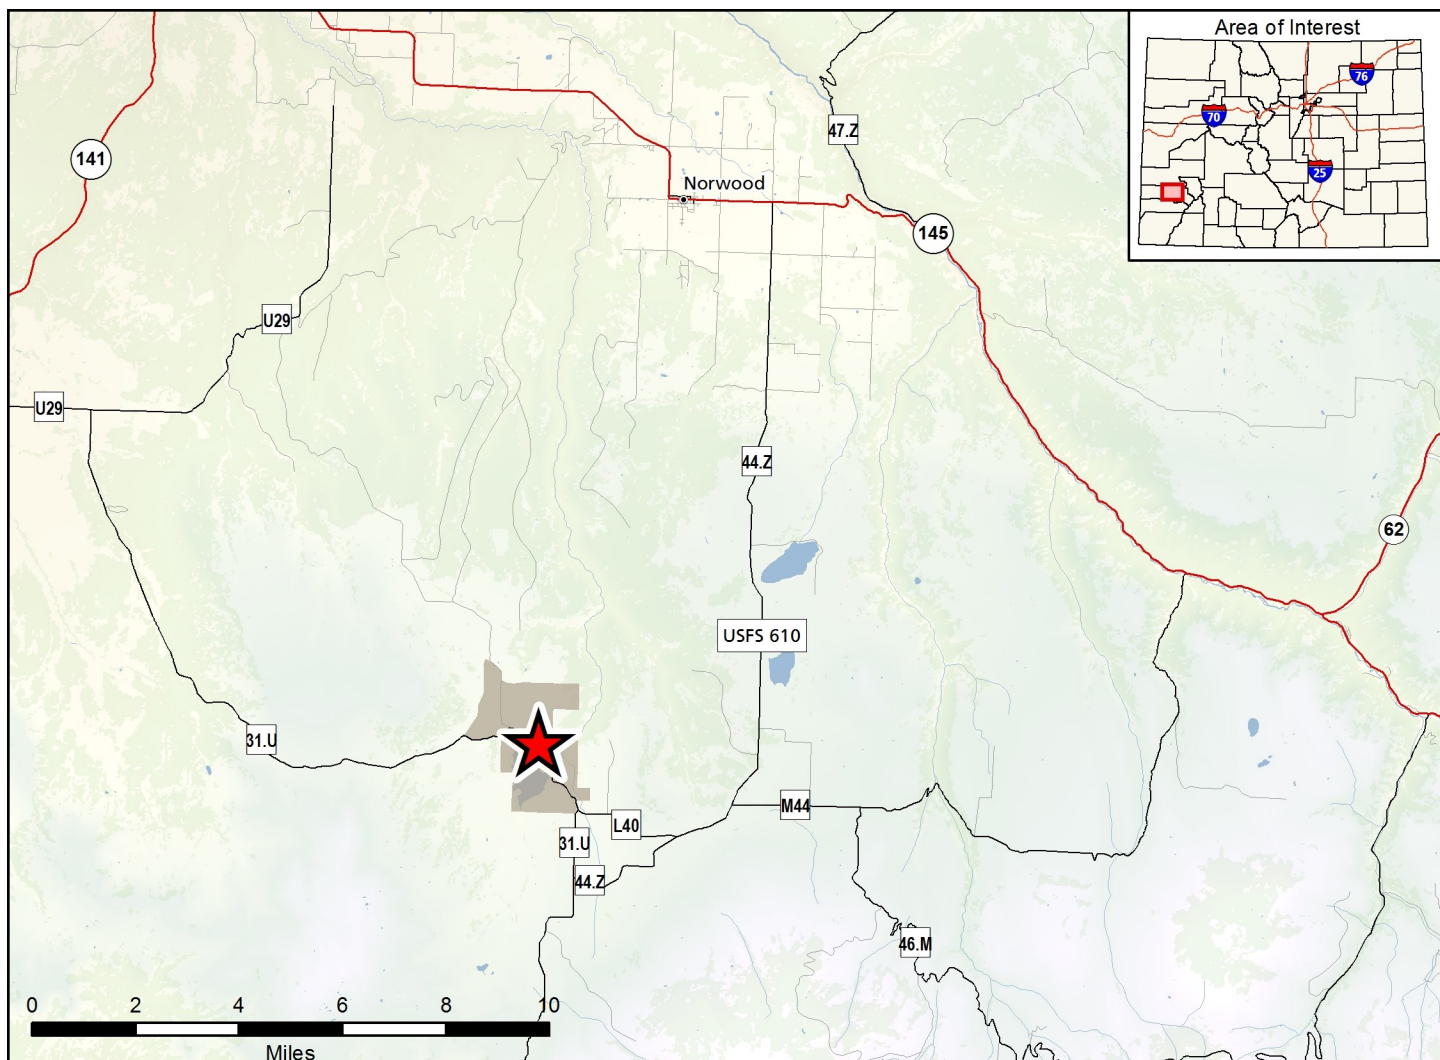 Area of Interest
76
70
25
141
47.Z
Norwood
145
U29
U29
44.Z
62
USFS 610
31.U
M44
L40
31.U
44.Z
46.M
0 2 4 6 8 10
Miles